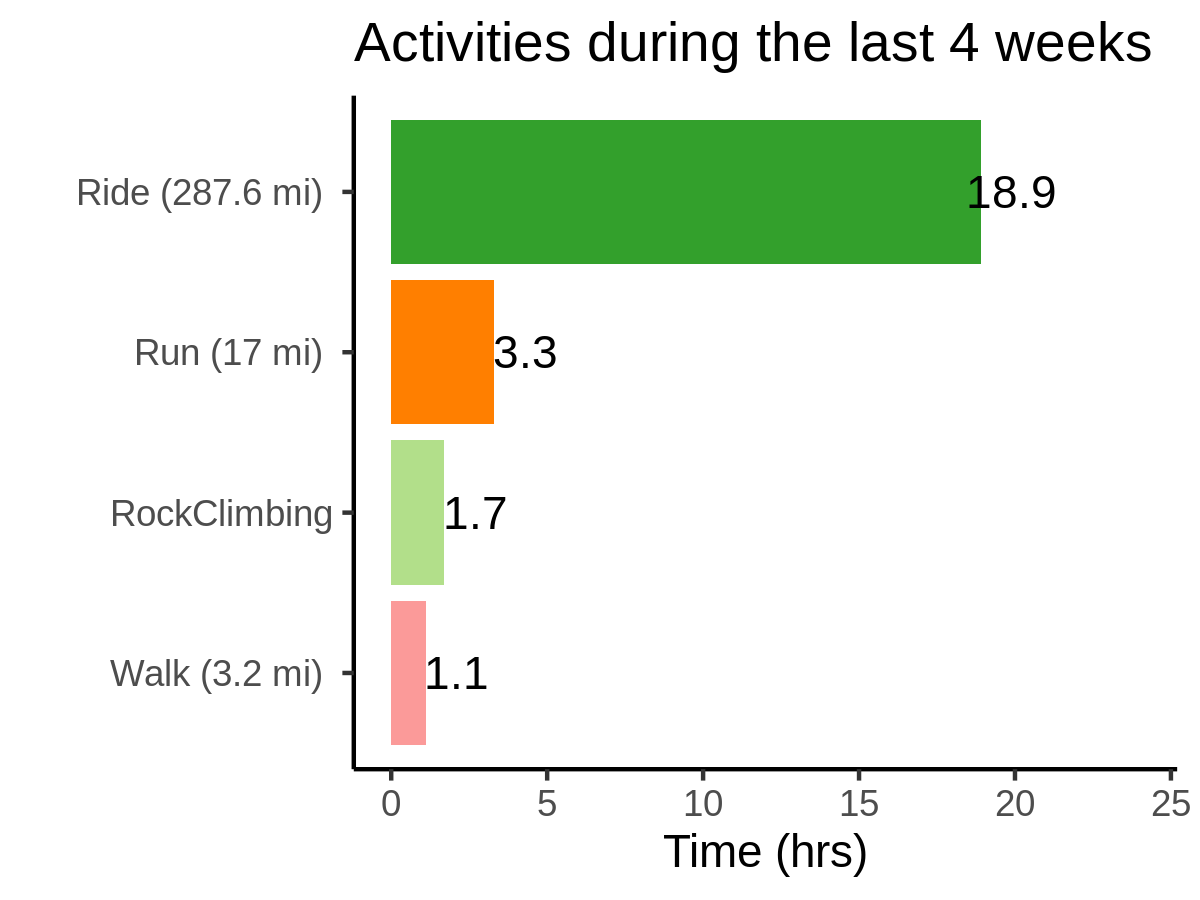 Activities during the last 4 weeks
Ride (287.6 mi)
18.9
Run (17 mi)
3.3
RockClimbing
1.7
Walk (3.2 mi)
1.1
0 5 10 15 20 25
Time (hrs)